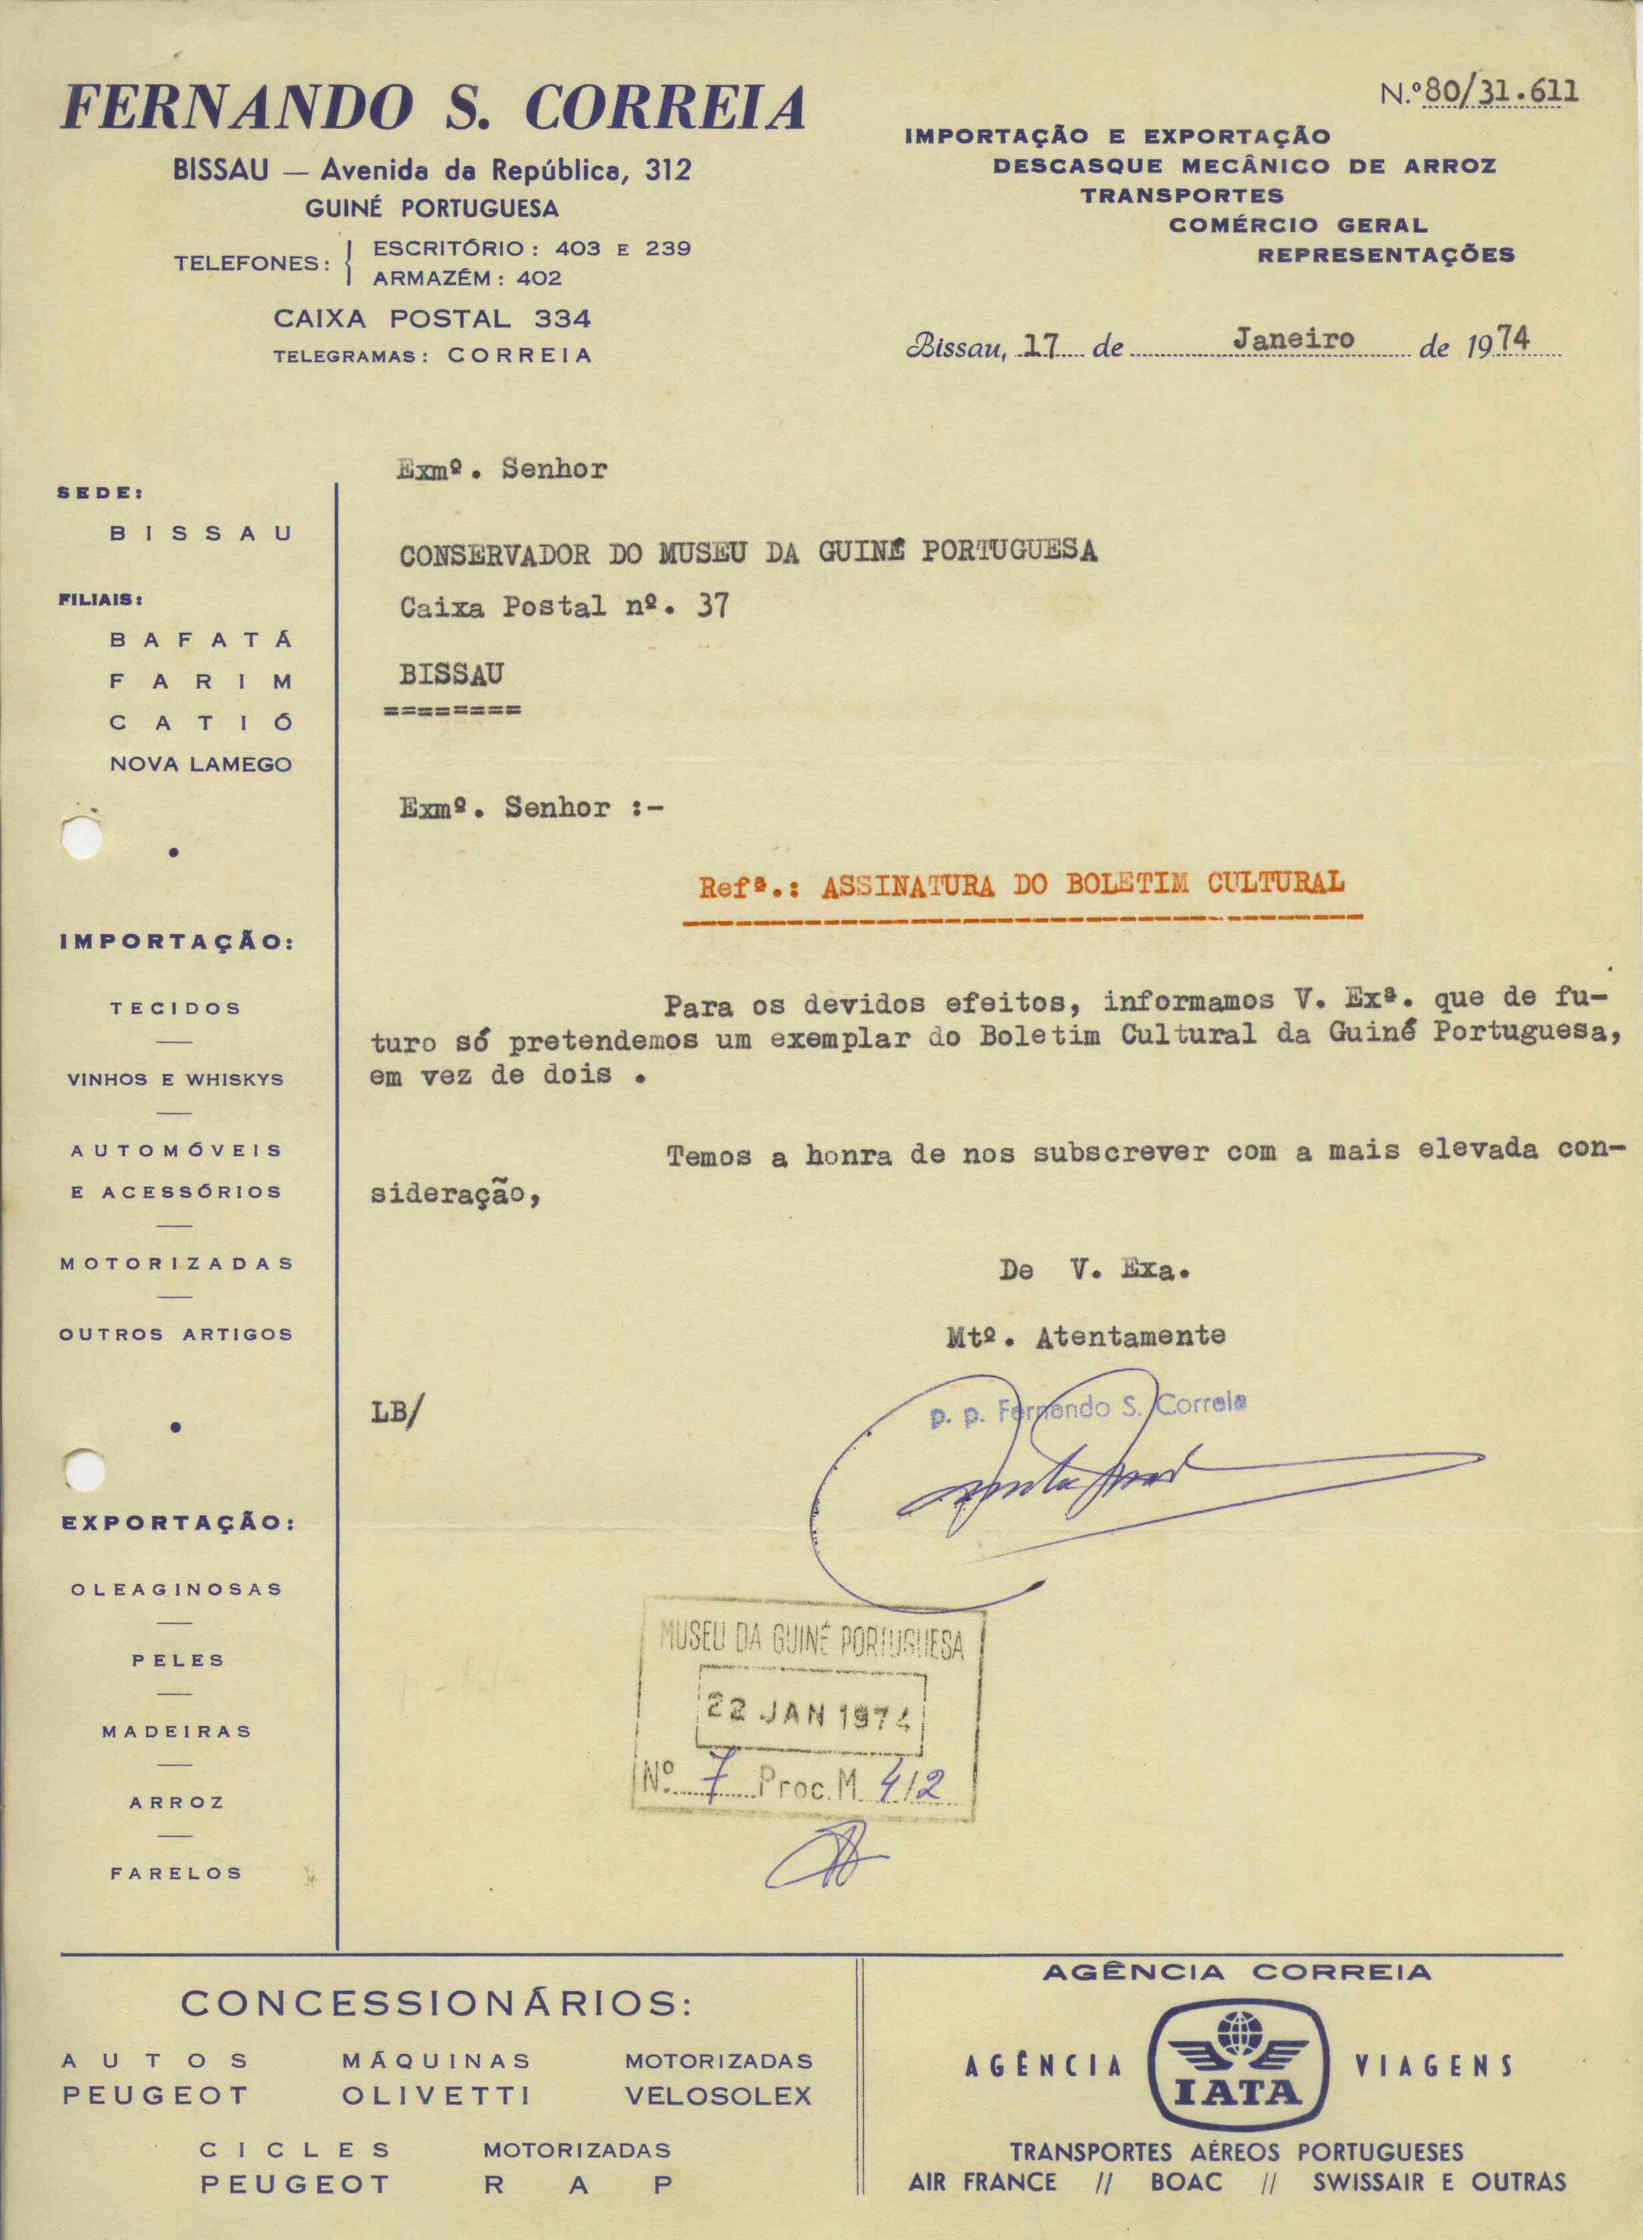 FERNANDO S. CORREIA
BISSAU — Avenida da República, 312
GUINÉ PORTUGUESA
TELEFONES: { ESCRITÓRIO: 403 E 239
ARMAZÉM: 402
CAIXA POSTAL 334
TELEGRAMAS: CORREIA
N.º 80/31.611
IMPORTAÇÃO E EXPORTAÇÃO
DESCASQUE MECÂNICO DE ARROZ
TRANSPORTES
COMÉRCIO GERAL
REPRESENTAÇÕES
Bissau, 17 de Janeiro de 1974
SEDE:
BISSAU
FILIAIS:
BAFATÁ
FARIM
CATIÓ
NOVA LAMEGO
IMPORTAÇÃO:
TECIDOS
VINHOS E WHISKYS
AUTOMÓVEIS
E ACESSÓRIOS
MOTORIZADAS
OUTROS ARTIGOS
EXPORTAÇÃO:
OLEAGINOSAS
PELES
MADEIRAS
ARROZ
FARELOS
Exmº. Senhor
CONSERVADOR DO MUSEU DA GUINÉ PORTUGUESA
Caixa Postal nº. 37
BISSAU
========
Exmº. Senhor :-
Refª.: ASSINATURA DO BOLETIM CULTURAL
Para os devidos efeitos, informamos V. Exª. que de fu-
turo só pretendemos um exemplar do Boletim Cultural da Guiné Portuguesa,
em vez de dois .
Temos a honra de nos subscrever com a mais elevada con-
sideração,
De V. Exa.
Mtº. Atentamente
LB/
p. p. Fernando S. Correia
MUSEU DA GUINÉ PORTUGUESA
22 JAN 1974
Nº 7 Proc. M 4/2
CONCESSIONÁRIOS:
AUTOS MÁQUINAS MOTORIZADAS
PEUGEOT OLIVETTI VELOSOLEX
CICLES MOTORIZADAS
PEUGEOT RAP
AGÊNCIA CORREIA
AGÊNCIA IATA VIAGENS
TRANSPORTES AÉREOS PORTUGUESES
AIR FRANCE // BOAC // SWISSAIR E OUTRAS